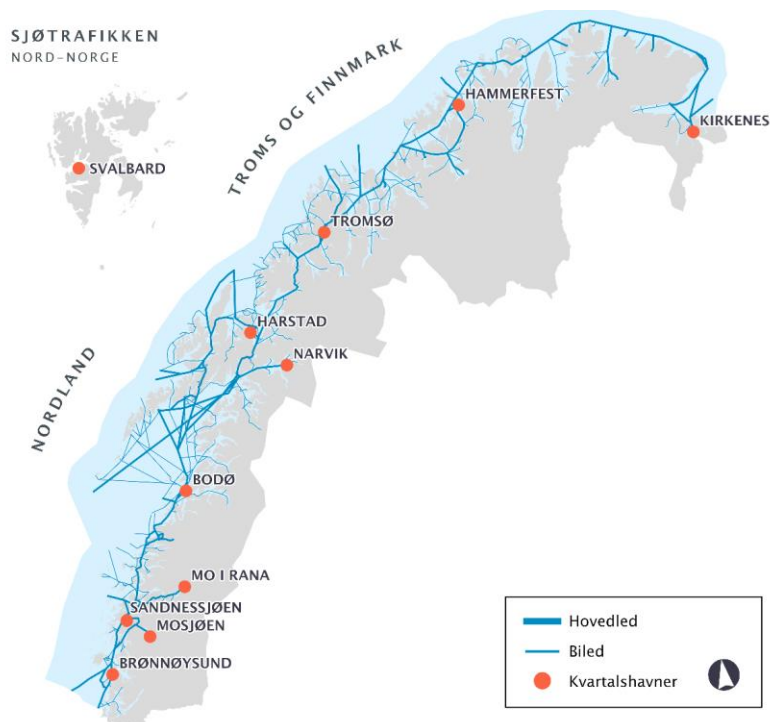 SJØTRAFIKKEN
NORD-NORGE
TROMS OG FINNMARK
HAMMERFEST
KIRKENES
SVALBARD
TROMSØ
HARSTAD
NARVIK
NORDLAND
BODØ
MO I RANA
SANDNESSJØEN
MOSJØEN
BRØNNØYSUND
Hovedled
Biled
Kvartalshavner